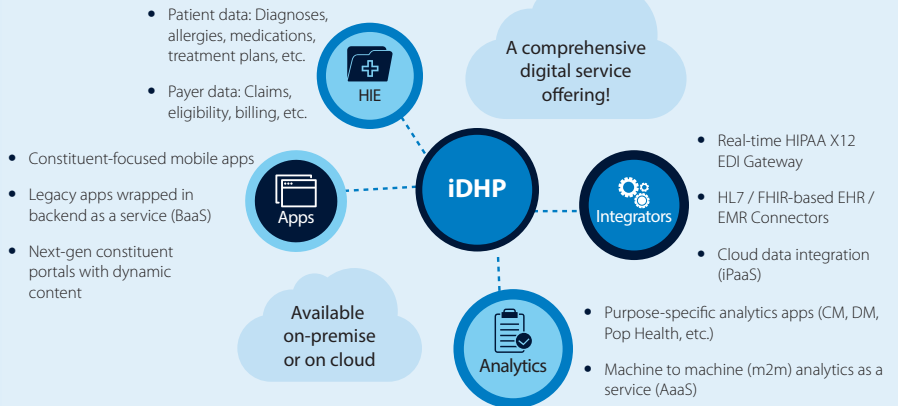 • Patient data: Diagnoses,
allergies, medications,
treatment plans, etc.
• Payer data: Claims,
eligibility, billing, etc.
HIE
A comprehensive
digital service
offering!
• Constituent-focused mobile apps
• Legacy apps wrapped in
backend as a service (BaaS)
• Next-gen constituent
portals with dynamic
content
Apps
iDHP
Integrators
• Real-time HIPAA X12
EDI Gateway
• HL7 / FHIR-based EHR /
EMR Connectors
• Cloud data integration
(iPaaS)
Available
on-premise
or on cloud
Analytics
• Purpose-specific analytics apps (CM, DM,
Pop Health, etc.)
• Machine to machine (m2m) analytics as a
service (AaaS)